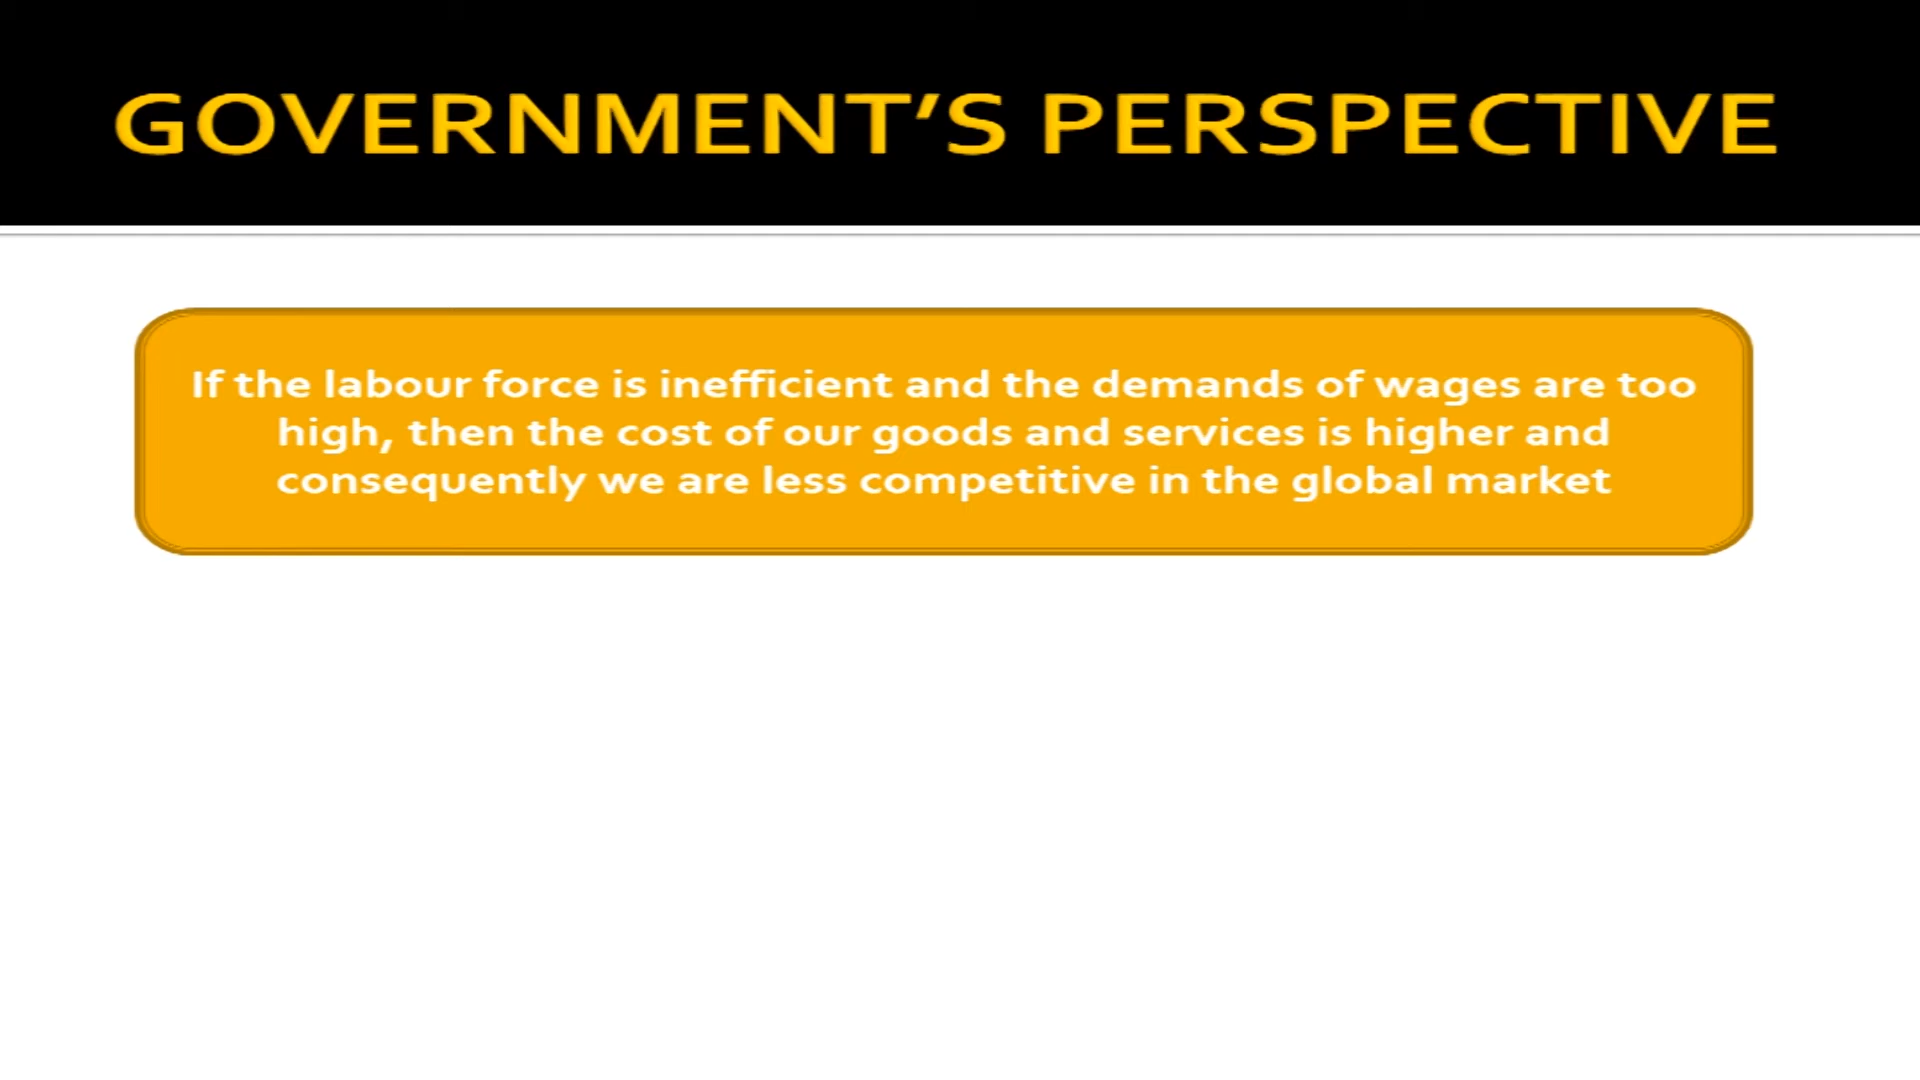 GOVERNMENT’S PERSPECTIVE
If the labour force is inefficient and the demands of wages are too
high, then the cost of our goods and services is higher and
consequently we are less competitive in the global market